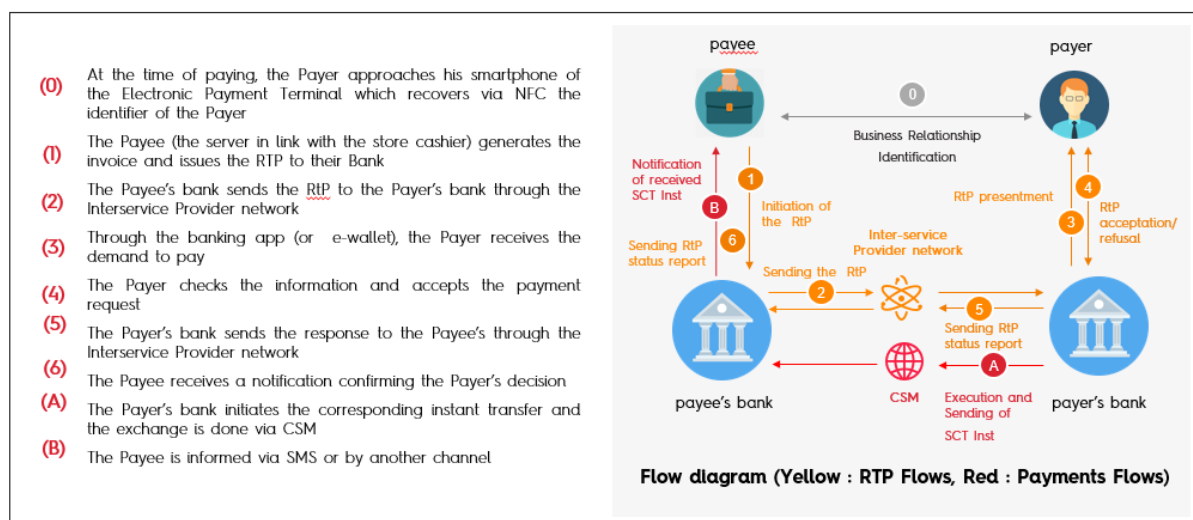 (0)
At the time of paying, the Payer approaches his smartphone of
the Electronic Payment Terminal which recovers via NFC the
identifier of the Payer
(1)
The Payee (the server in link with the store cashier) generates the
invoice and issues the RTP to their Bank
(2)
The Payee's bank sends the RtP to the Payer's bank through the
Interservice Provider network
(3)
Through the banking app (or e-wallet), the Payer receives the
demand to pay
(4)
The Payer checks the information and accepts the payment
request
(5)
The Payer's bank sends the response to the Payee's through the
Interservice Provider network
(6)
The Payee receives a notification confirming the Payer's decision
(A)
The Payer's bank initiates the corresponding instant transfer and
the exchange is done via CSM
(B)
The Payee is informed via SMS or by another channel
payee
payer
0
Business Relationship
Identification
Notification
of received
SCT Inst
B
1
Initiation of
the RtP
6
Sending RtP
status report
RtP presentment
3
4
RtP
acceptation/
refusal
Inter-service
Provider network
Sending the RtP
2
5
Sending RtP
status report
A
CSM
Execution and
Sending of
SCT Inst
payee's bank
payer's bank
Flow diagram (Yellow : RTP Flows, Red : Payments Flows)